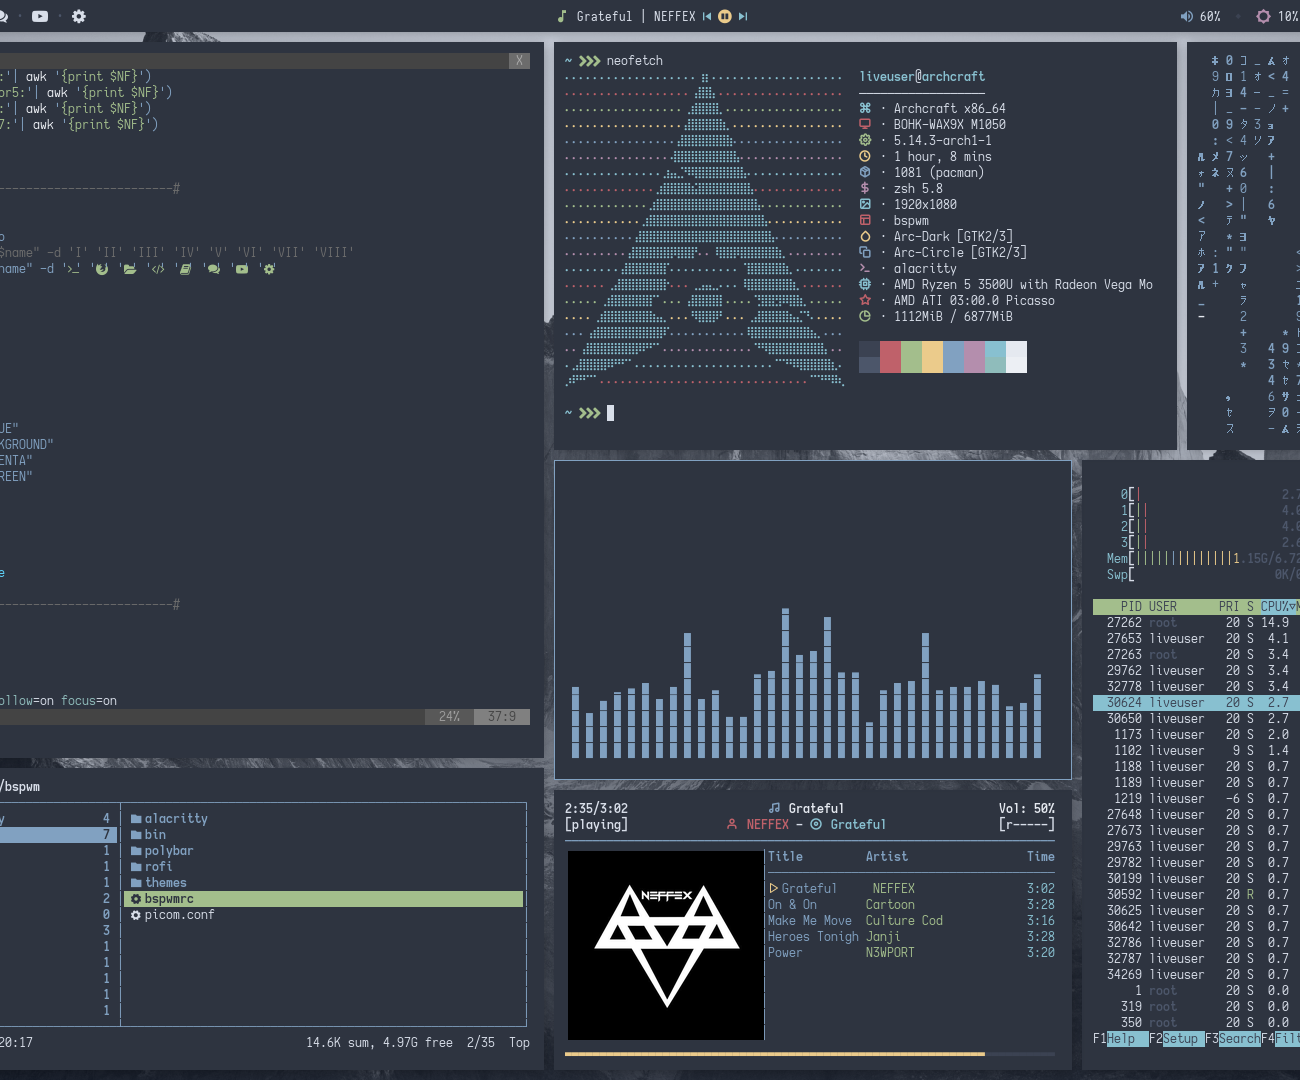 Grateful | NEFFEX
60%
10%
X
:'| awk '{print $NF}')
or5:'| awk '{print $NF}')
:'| awk '{print $NF}')
7:'| awk '{print $NF}')
-------------------------#
o
$name" -d 'I' 'II' 'III' 'IV' 'V' 'VI' 'VII' 'VIII'
name" -d
UE"
KGROUND"
ENTA"
REEN"
e
-------------------------#
ollow=on focus=on
24% 37:9
~ neofetch
liveuser@archcraft
· Archcraft x86_64
· BOHK-WAX9X M1050
· 5.14.3-arch1-1
· 1 hour, 8 mins
· 1081 (pacman)
· zsh 5.8
· 1920x1080
· bspwm
· Arc-Dark [GTK2/3]
· Arc-Circle [GTK2/3]
· alacritty
· AMD Ryzen 5 3500U with Radeon Vega Mo
· AMD ATI 03:00.0 Picasso
· 1112MiB / 6877MiB
~
0[| 2.7
1[|| 4.0
2[|| 4.0
3[|| 2.6
Mem[||||||||||||||1.15G/6.72
Swp[ 0K/0
PID USER PRI S CPU%▽M
27262 root 20 S 14.9
27653 liveuser 20 S 4.1
27263 root 20 S 3.4
29762 liveuser 20 S 3.4
32778 liveuser 20 S 3.4
30624 liveuser 20 S 2.7
30650 liveuser 20 S 2.7
1173 liveuser 20 S 2.0
1102 liveuser 9 S 1.4
1188 liveuser 20 S 0.7
1189 liveuser 20 S 0.7
1219 liveuser -6 S 0.7
27648 liveuser 20 S 0.7
27673 liveuser 20 S 0.7
29763 liveuser 20 S 0.7
29782 liveuser 20 S 0.7
30199 liveuser 20 S 0.7
30592 liveuser 20 R 0.7
30625 liveuser 20 S 0.7
30642 liveuser 20 S 0.7
32786 liveuser 20 S 0.7
32787 liveuser 20 S 0.7
34269 liveuser 20 S 0.7
1 root 20 S 0.0
319 root 20 S 0.0
350 root 20 S 0.0
F1Help F2Setup F3SearchF4Filt
/bspwm
y 4
7
1
1
1
2
0
3
1
1
1
1
1
alacritty
bin
polybar
rofi
themes
bspwmrc
picom.conf
20:17 14.6K sum, 4.97G free 2/35 Top
2:35/3:02 Grateful Vol: 50%
[playing] NEFFEX - Grateful [r-----]
NEFFEX
Title Artist Time
Grateful NEFFEX 3:02
On & On Cartoon 3:28
Make Me Move Culture Cod 3:16
Heroes Tonigh Janji 3:28
Power N3WPORT 3:20